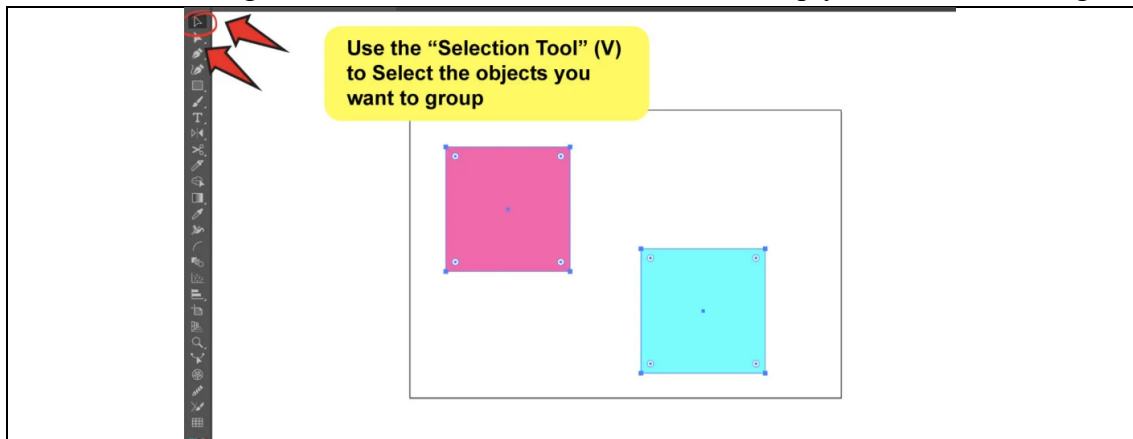 Use the “Selection Tool” (V)
to Select the objects you
want to group